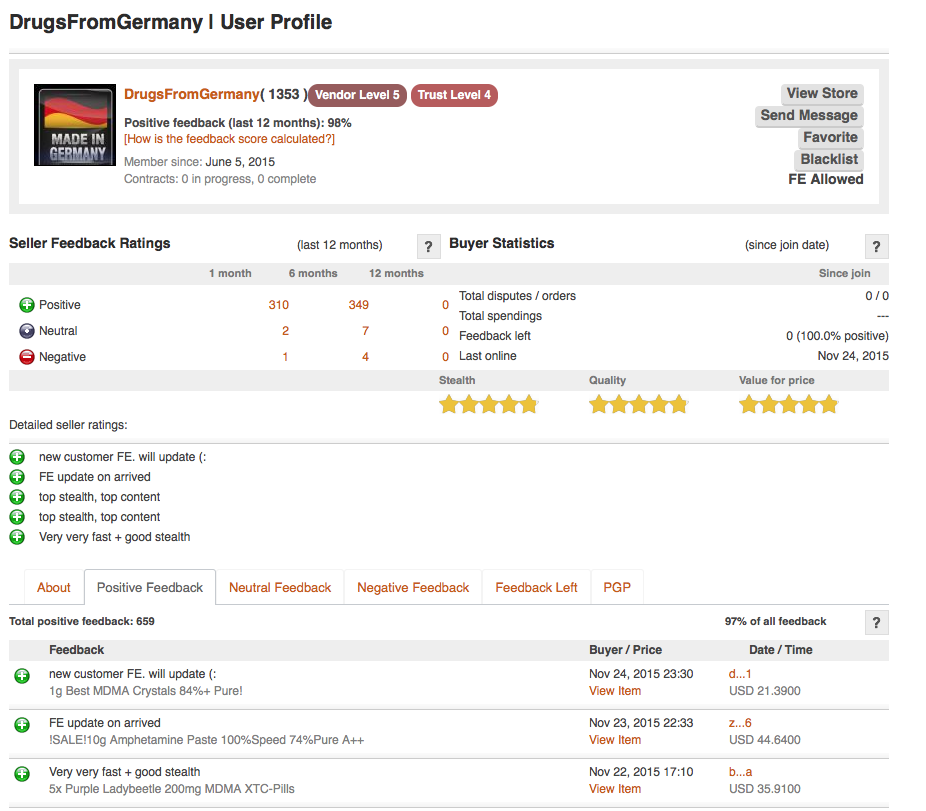 DrugsFromGermany | User Profile
MADE IN
GERMANY
DrugsFromGermany( 1353 ) Vendor Level 5 Trust Level 4
Positive feedback (last 12 months): 98%
[How is the feedback score calculated?]
Member since: June 5, 2015
Contracts: 0 in progress, 0 complete
View Store
Send Message
Favorite
Blacklist
FE Allowed
Seller Feedback Ratings (last 12 months) ?
1 month 6 months 12 months
Positive 310 349 0
Neutral 2 7 0
Negative 1 4 0
Buyer Statistics (since join date) ?
Since join
Total disputes / orders 0 / 0
Total spendings ---
Feedback left 0 (100.0% positive)
Last online Nov 24, 2015
Stealth Quality Value for price
Detailed seller ratings:
new customer FE. will update (:
FE update on arrived
top stealth, top content
top stealth, top content
Very very fast + good stealth
About Positive Feedback Neutral Feedback Negative Feedback Feedback Left PGP
Total positive feedback: 659 97% of all feedback ?
Feedback Buyer / Price Date / Time
new customer FE. will update (: Nov 24, 2015 23:30 d...1
1g Best MDMA Crystals 84%+ Pure! View Item USD 21.3900
FE update on arrived Nov 23, 2015 22:33 z...6
!SALE!10g Amphetamine Paste 100%Speed 74%Pure A++ View Item USD 44.6400
Very very fast + good stealth Nov 22, 2015 17:10 b...a
5x Purple Ladybeetle 200mg MDMA XTC-Pills View Item USD 35.9100